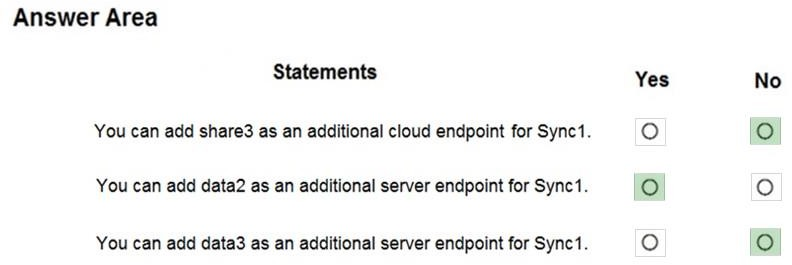 Answer Area
Statements Yes No
You can add share3 as an additional cloud endpoint for Sync1.
You can add data2 as an additional server endpoint for Sync1.
You can add data3 as an additional server endpoint for Sync1.